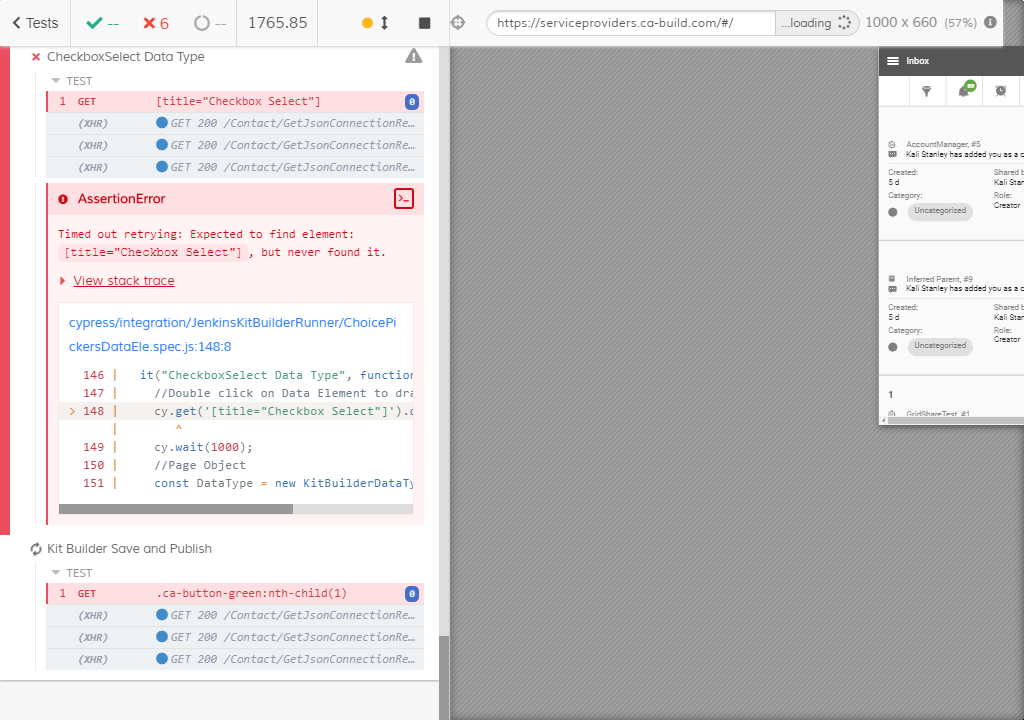 Tests
--
6
--
1765.85
https://serviceproviders.ca-build.com/#/
...loading
1000 x 660 (57%)
CheckboxSelect Data Type
TEST
1 GET [title="Checkbox Select"] 0
(XHR) GET 200 /Contact/GetJsonConnectionRe…
(XHR) GET 200 /Contact/GetJsonConnectionRe…
(XHR) GET 200 /Contact/GetJsonConnectionRe…
AssertionError
Timed out retrying: Expected to find element:
[title="Checkbox Select"] , but never found it.
View stack trace
cypress/integration/JenkinsKitBuilderRunner/ChoicePi
ckersDataEle.spec.js:148:8
146 | it("CheckboxSelect Data Type", function
147 | //Double click on Data Element to dra
> 148 | cy.get('[title="Checkbox Select"]').c
| ^
149 | cy.wait(1000);
150 | //Page Object
151 | const DataType = new KitBuilderDataTy
Kit Builder Save and Publish
TEST
1 GET .ca-button-green:nth-child(1) 0
(XHR) GET 200 /Contact/GetJsonConnectionRe…
(XHR) GET 200 /Contact/GetJsonConnectionRe…
(XHR) GET 200 /Contact/GetJsonConnectionRe…
Inbox
AccountManager, #5
Kali Stanley has added you as a c
Created: Shared b
5 d Kali Star
Category: Role:
Creator
Uncategorized
Inferred Parent, #9
Kali Stanley has added you as a c
Created: Shared b
5 d Kali Star
Category: Role:
Creator
Uncategorized
1
GridShareTest, #1